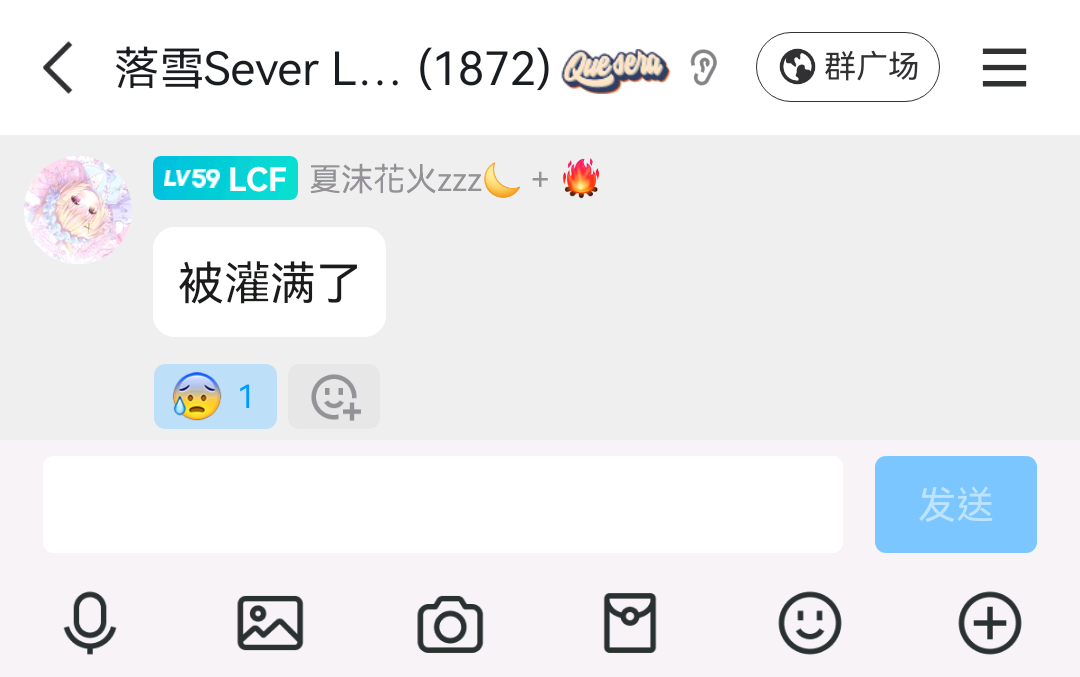 落雪Sever L... (1872) Que sera 群广场
LV59 LCF 夏沫花火zzz🌙 + 🔥
被灌满了
😰 1
发送